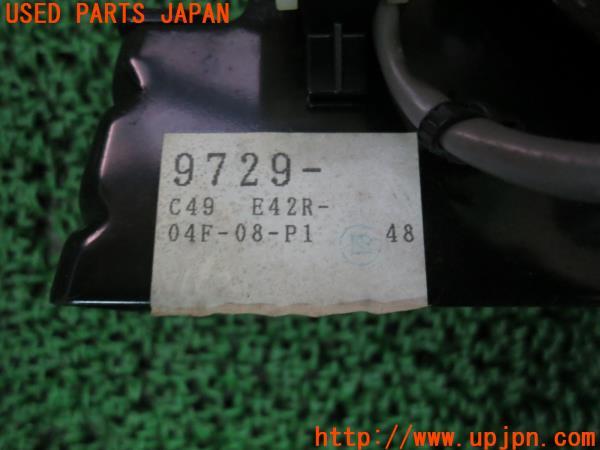 USED PARTS JAPAN
9729-
C49 E42R-
04F-08-P1 48
http://www.upjpn.com/